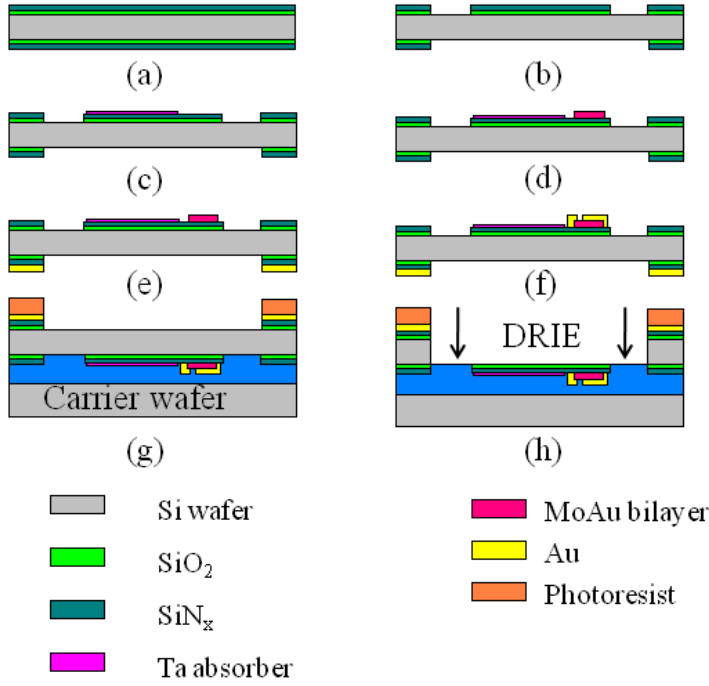 (a)
(b)
(c)
(d)
(e)
(f)
DRIE
Carrier wafer
(g)
(h)
Si wafer
MoAu bilayer
SiO2
Au
SiNx
Photoresist
Ta absorber